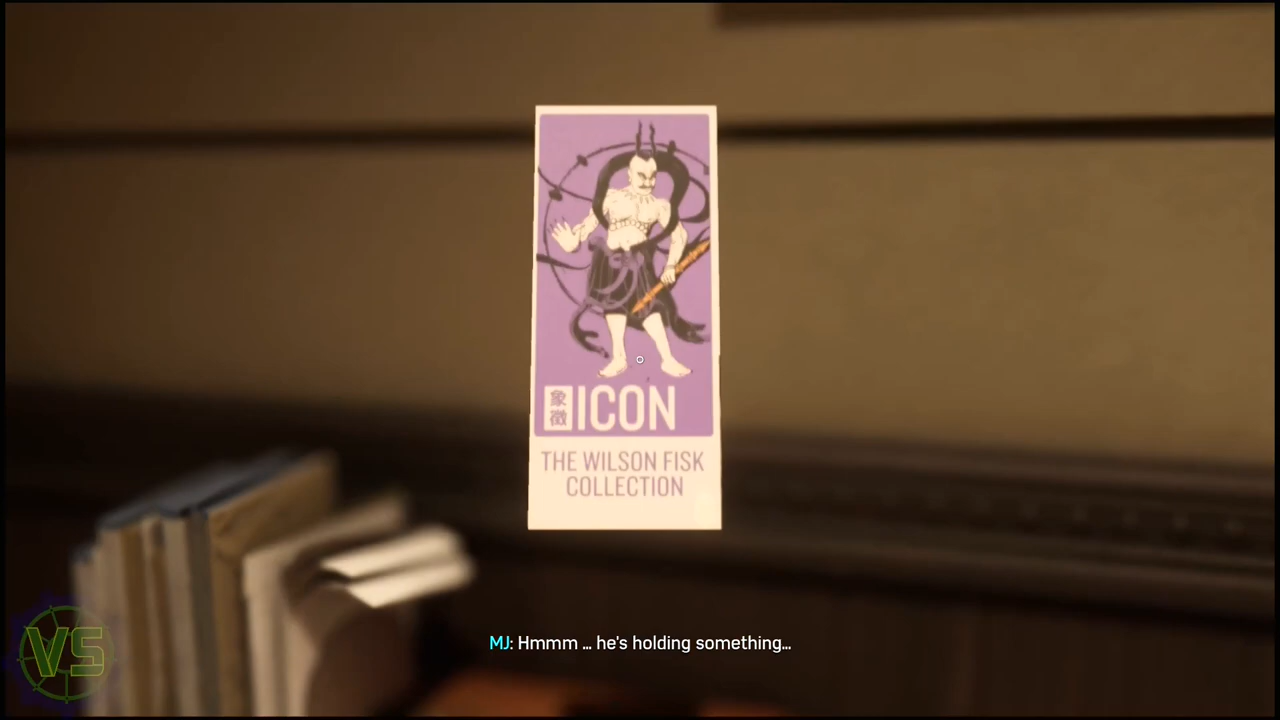 象徵
ICON
THE WILSON FISK
COLLECTION
MJ: Hmmm ... he's holding something...
VS